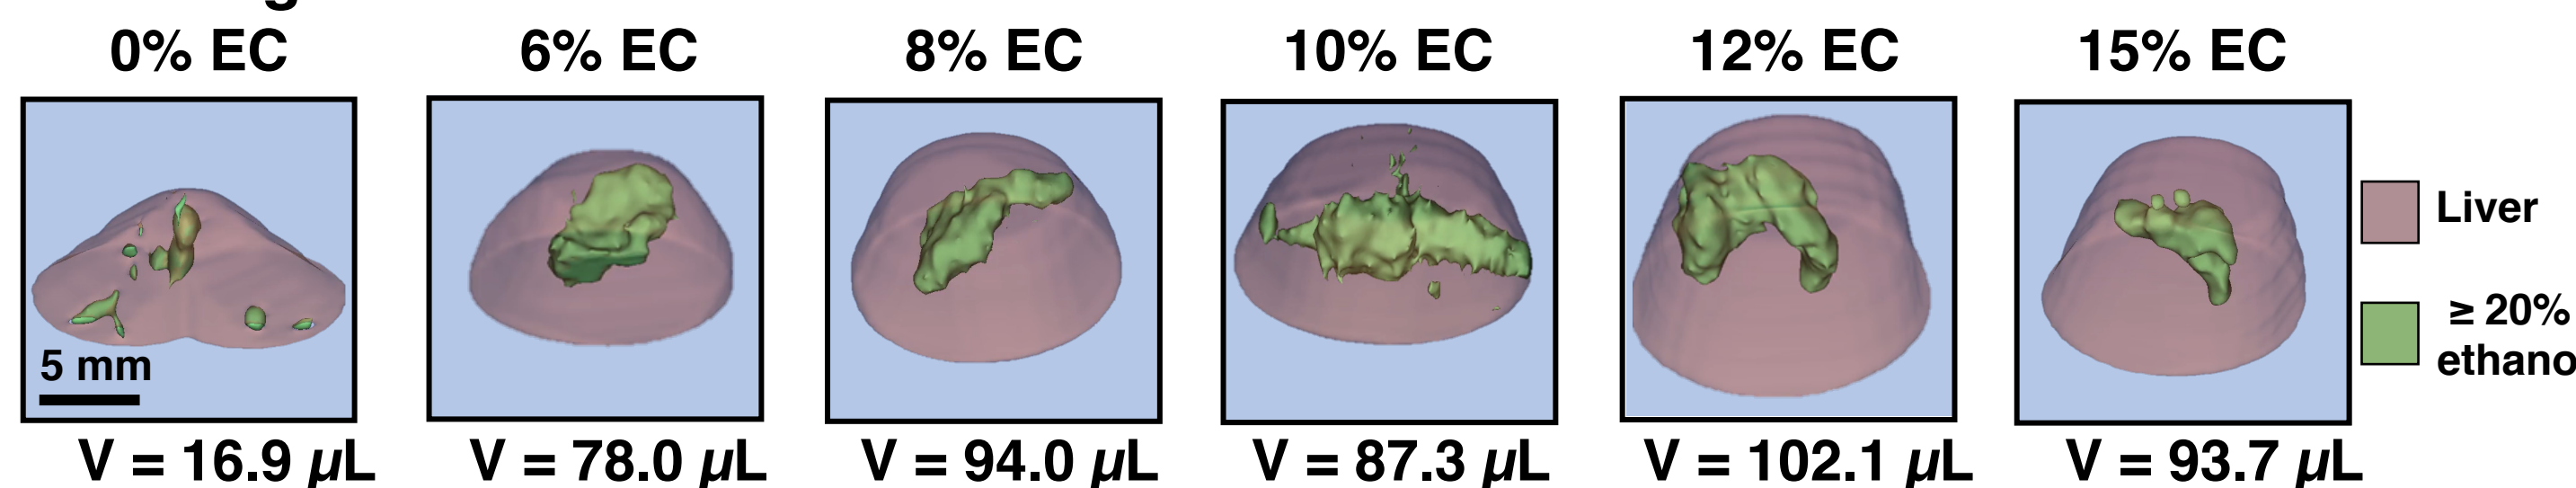 0% EC 6% EC 8% EC 10% EC 12% EC 15% EC
Liver
≥ 20%
ethano
5 mm
V = 16.9 µL V = 78.0 µL V = 94.0 µL V = 87.3 µL V = 102.1 µL V = 93.7 µL